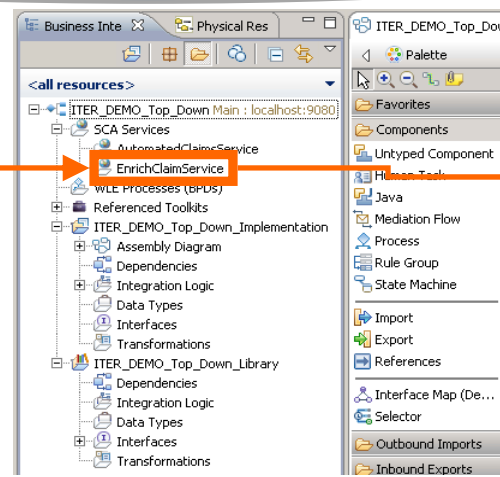 Business Inte
Physical Res
<all resources>
ITER_DEMO_Top_Down Main : localhost:9080
SCA Services
AutomatedClaimsService
EnrichClaimService
WLE Processes (BPDs)
Referenced Toolkits
ITER_DEMO_Top_Down_Implementation
Assembly Diagram
Dependencies
Integration Logic
Data Types
Interfaces
Transformations
ITER_DEMO_Top_Down_Library
Dependencies
Integration Logic
Data Types
Interfaces
Transformations
ITER_DEMO_Top_Dow
Palette
Favorites
Components
Untyped Component
Human Task
Java
Mediation Flow
Process
Rule Group
State Machine
Import
Export
References
Interface Map (De...
Selector
Outbound Imports
Inbound Exports